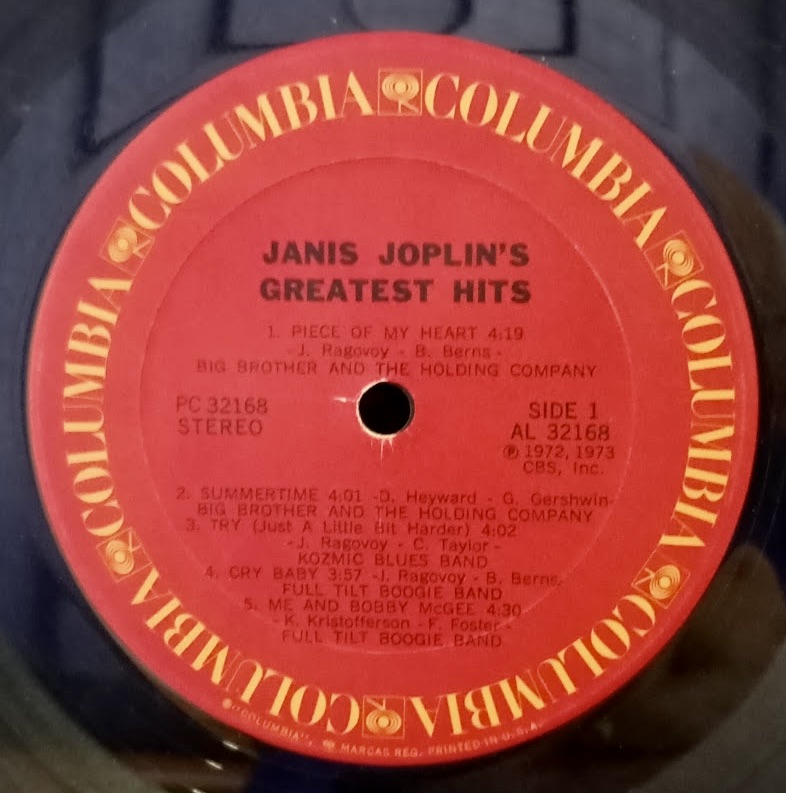 COLUMBIA COLUMBIA COLUMBIA COLUMBIA COLUMBIA COLUMBIA
JANIS JOPLIN'S
GREATEST HITS
1. PIECE OF MY HEART 4:19
- J. Ragovoy - B. Berns -
BIG BROTHER AND THE HOLDING COMPANY
PC 32168
STEREO
SIDE 1
AL 32168
℗ 1972, 1973
CBS, Inc.
2. SUMMERTIME 4:01 -D. Heyward - G. Gershwin-
BIG BROTHER AND THE HOLDING COMPANY
3. TRY (Just A Little Bit Harder) 4:02
- J. Ragovoy - C. Taylor -
KOZMIC BLUES BAND
4. CRY BABY 3:57 -J. Ragovoy - B. Berns-
FULL TILT BOOGIE BAND
5. ME AND BOBBY McGEE 4:30
- K. Kristofferson - F. Foster -
FULL TILT BOOGIE BAND
® "COLUMBIA", MARCAS REG. PRINTED IN U.S.A.